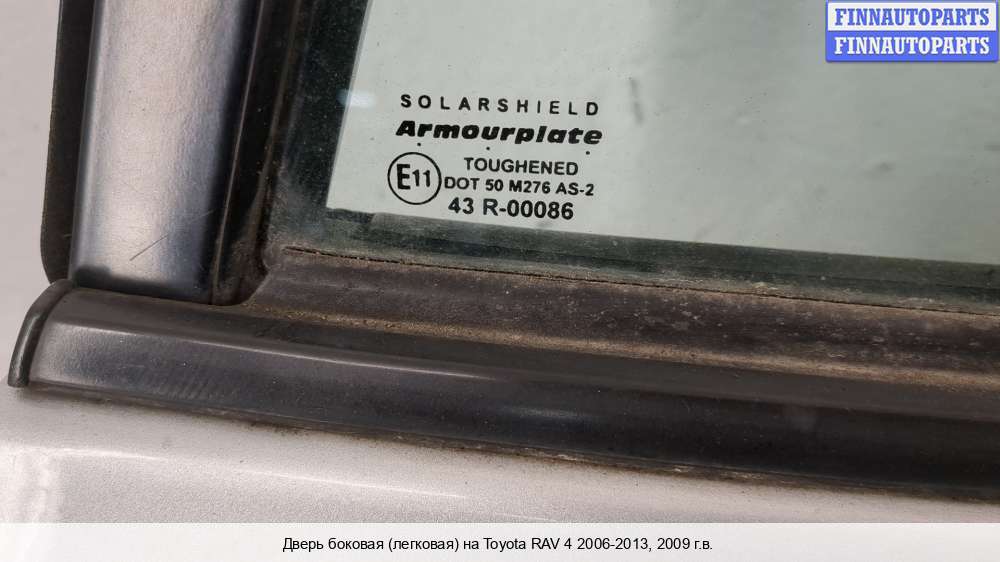 FINNAUTOPARTS
FINNAUTOPARTS
SOLARSHIELD
Armourplate
TOUGHENED
E11 DOT 50 M276 AS-2
43 R-00086
Дверь боковая (легковая) на Toyota RAV 4 2006-2013, 2009 г.в.